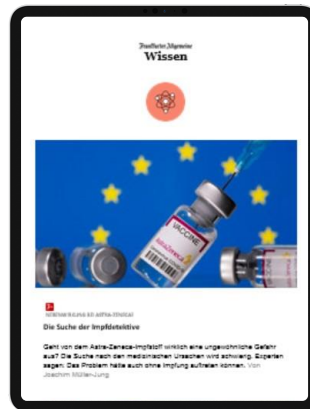 Frankfurter Allgemeine
Wissen
VACCINE
AstraZeneca
F+
Die Suche der Impfdetektive
Geht von dem Astra-Zeneca-Impfstoff wirklich eine ungewöhnliche Gefahr
aus? Die Suche nach den medizinischen Ursachen wird schwierig. Experten
sagen: Das Problem hätte auch ohne Impfung auftreten können. Von
Joachim Müller-Jung